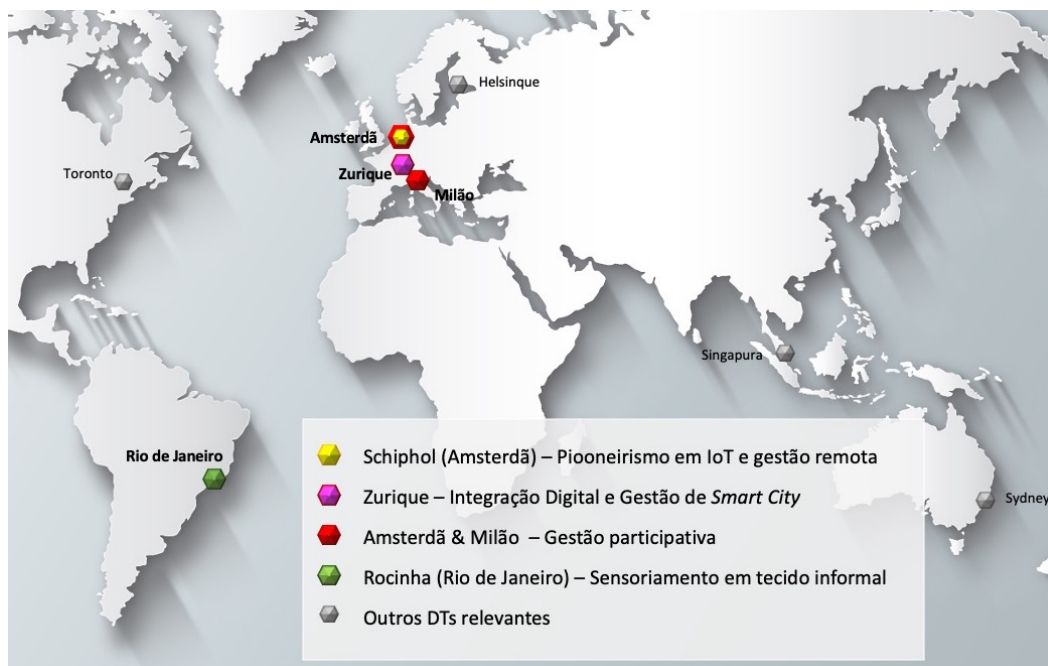 Helsinque
Amsterdã
Toronto
Zurique
Milão
Singapura
Rio de Janeiro
Sydney
Schiphol (Amsterdã) – Piooneirismo em IoT e gestão remota
Zurique – Integração Digital e Gestão de Smart City
Amsterdã & Milão – Gestão participativa
Rocinha (Rio de Janeiro) – Sensoriamento em tecido informal
Outros DTs relevantes